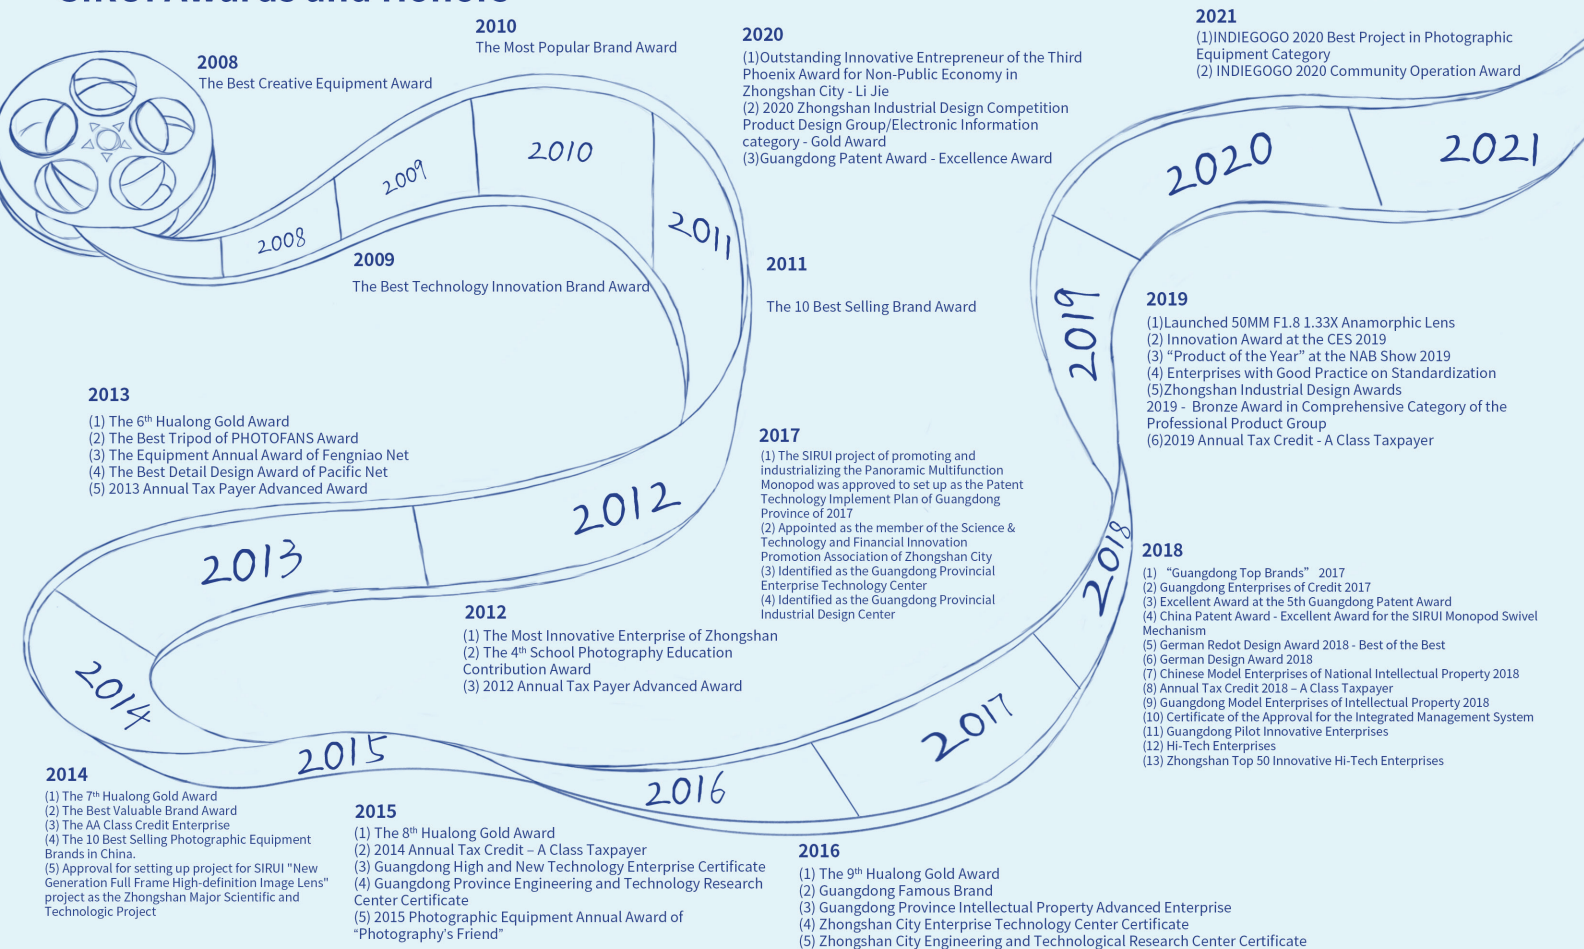 Awards and Honors
2008
The Best Creative Equipment Award
2010
The Most Popular Brand Award
2020
(1)Outstanding Innovative Entrepreneur of the Third
Phoenix Award for Non-Public Economy in
Zhongshan City - Li Jie
(2) 2020 Zhongshan Industrial Design Competition
Product Design Group/Electronic Information
category - Gold Award
(3)Guangdong Patent Award - Excellence Award
2021
(1)INDIEGOGO 2020 Best Project in Photographic
Equipment Category
(2) INDIEGOGO 2020 Community Operation Award
2008
2009
2010
2011
2020
2021
2009
The Best Technology Innovation Brand Award
2011
The 10 Best Selling Brand Award
2019
2019
(1)Launched 50MM F1.8 1.33X Anamorphic Lens
(2) Innovation Award at the CES 2019
(3) “Product of the Year” at the NAB Show 2019
(4) Enterprises with Good Practice on Standardization
(5)Zhongshan Industrial Design Awards
2019 - Bronze Award in Comprehensive Category of the
Professional Product Group
(6)2019 Annual Tax Credit - A Class Taxpayer
2013
(1) The 6th Hualong Gold Award
(2) The Best Tripod of PHOTOFANS Award
(3) The Equipment Annual Award of Fengniao Net
(4) The Best Detail Design Award of Pacific Net
(5) 2013 Annual Tax Payer Advanced Award
2017
(1) The SIRUI project of promoting and
industrializing the Panoramic Multifunction
Monopod was approved to set up as the Patent
Technology Implement Plan of Guangdong
Province of 2017
(2) Appointed as the member of the Science &
Technology and Financial Innovation
Promotion Association of Zhongshan City
(3) Identified as the Guangdong Provincial
Enterprise Technology Center
(4) Identified as the Guangdong Provincial
Industrial Design Center
2012
2013
2018
2018
(1) “Guangdong Top Brands” 2017
(2) Guangdong Enterprises of Credit 2017
(3) Excellent Award at the 5th Guangdong Patent Award
(4) China Patent Award - Excellent Award for the SIRUI Monopod Swivel
Mechanism
(5) German Redot Design Award 2018 - Best of the Best
(6) German Design Award 2018
(7) Chinese Model Enterprises of National Intellectual Property 2018
(8) Annual Tax Credit 2018 – A Class Taxpayer
(9) Guangdong Model Enterprises of Intellectual Property 2018
(10) Certificate of the Approval for the Integrated Management System
(11) Guangdong Pilot Innovative Enterprises
(12) Hi-Tech Enterprises
(13) Zhongshan Top 50 Innovative Hi-Tech Enterprises
2012
(1) The Most Innovative Enterprise of Zhongshan
(2) The 4th School Photography Education
Contribution Award
(3) 2012 Annual Tax Payer Advanced Award
2014
2015
2016
2017
2014
(1) The 7th Hualong Gold Award
(2) The Best Valuable Brand Award
(3) The AA Class Credit Enterprise
(4) The 10 Best Selling Photographic Equipment
Brands in China.
(5) Approval for setting up project for SIRUI "New
Generation Full Frame High-definition Image Lens"
project as the Zhongshan Major Scientific and
Technologic Project
2015
(1) The 8th Hualong Gold Award
(2) 2014 Annual Tax Credit – A Class Taxpayer
(3) Guangdong High and New Technology Enterprise Certificate
(4) Guangdong Province Engineering and Technology Research
Center Certificate
(5) 2015 Photographic Equipment Annual Award of
“Photography's Friend”
2016
(1) The 9th Hualong Gold Award
(2) Guangdong Famous Brand
(3) Guangdong Province Intellectual Property Advanced Enterprise
(4) Zhongshan City Enterprise Technology Center Certificate
(5) Zhongshan City Engineering and Technological Research Center Certificate